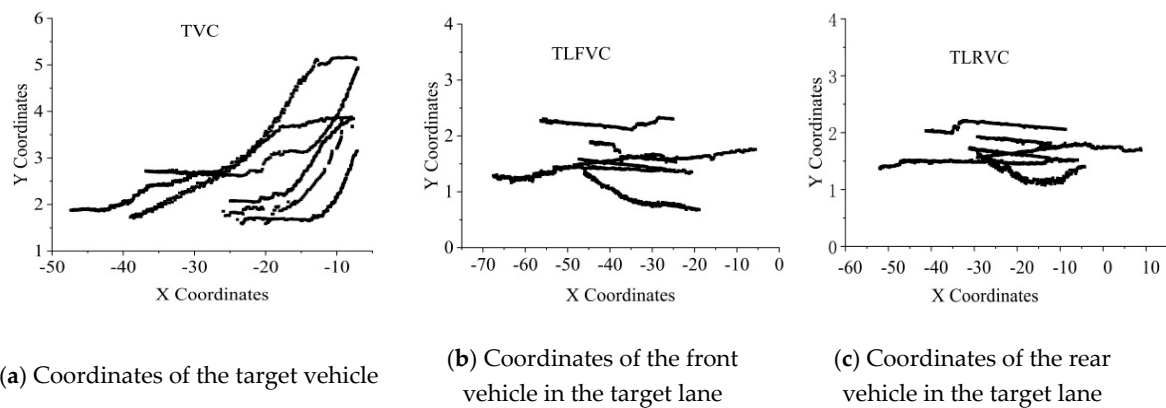 6
5
4
3
2
1
Y Coordinates
TVC
-50
-40
-30
-20
-10
X Coordinates
(a) Coordinates of the target vehicle
4
3
2
1
0
Y Coordinates
TLFVC
-70
-60
-50
-40
-30
-20
-10
0
X Coordinates
(b) Coordinates of the front
vehicle in the target lane
4
3
2
1
0
Y Coordinates
TLRVC
-60
-50
-40
-30
-20
-10
0
10
X Coordinates
(c) Coordinates of the rear
vehicle in the target lane